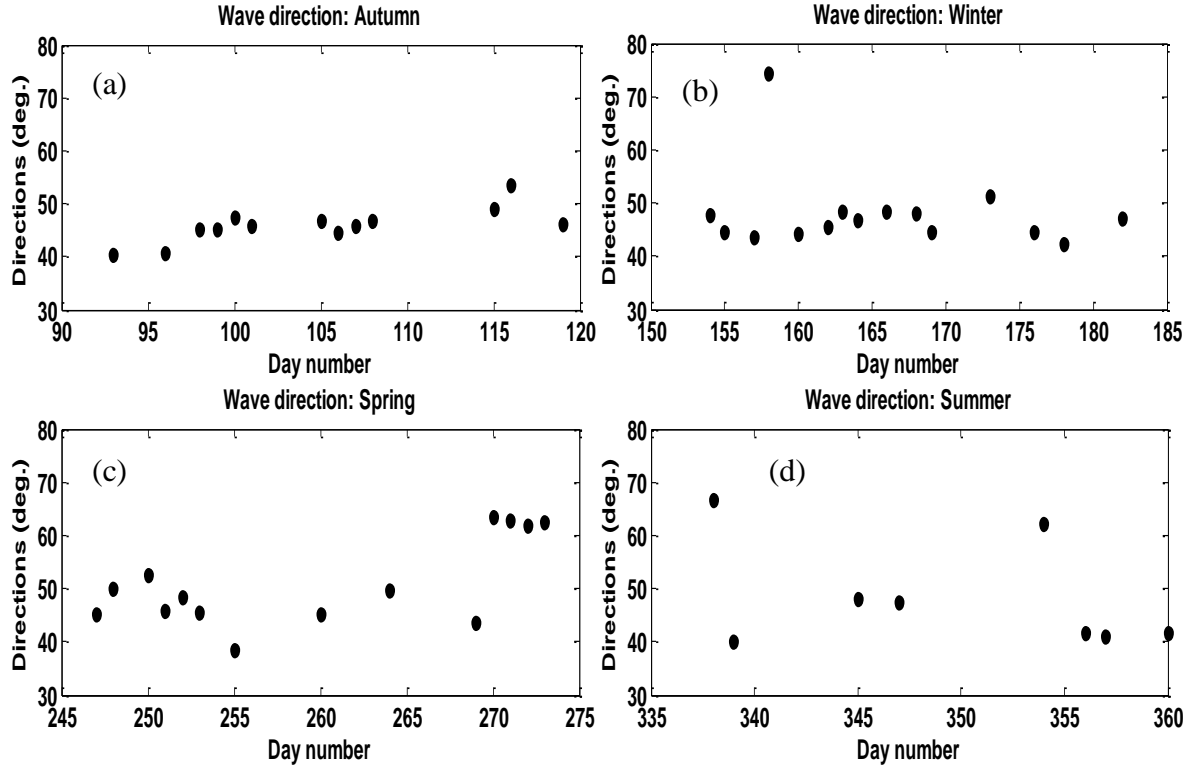 Wave direction: Autumn
(a)
Directions (deg.)
80
70
60
50
40
30
90 95 100 105 110 115 120
Day number
Wave direction: Winter
(b)
Directions (deg.)
80
70
60
50
40
30
150 155 160 165 170 175 180 185
Day number
Wave direction: Spring
(c)
Directions (deg.)
80
70
60
50
40
30
245 250 255 260 265 270 275
Day number
Wave direction: Summer
(d)
Directions (deg.)
80
70
60
50
40
30
335 340 345 350 355 360
Day number